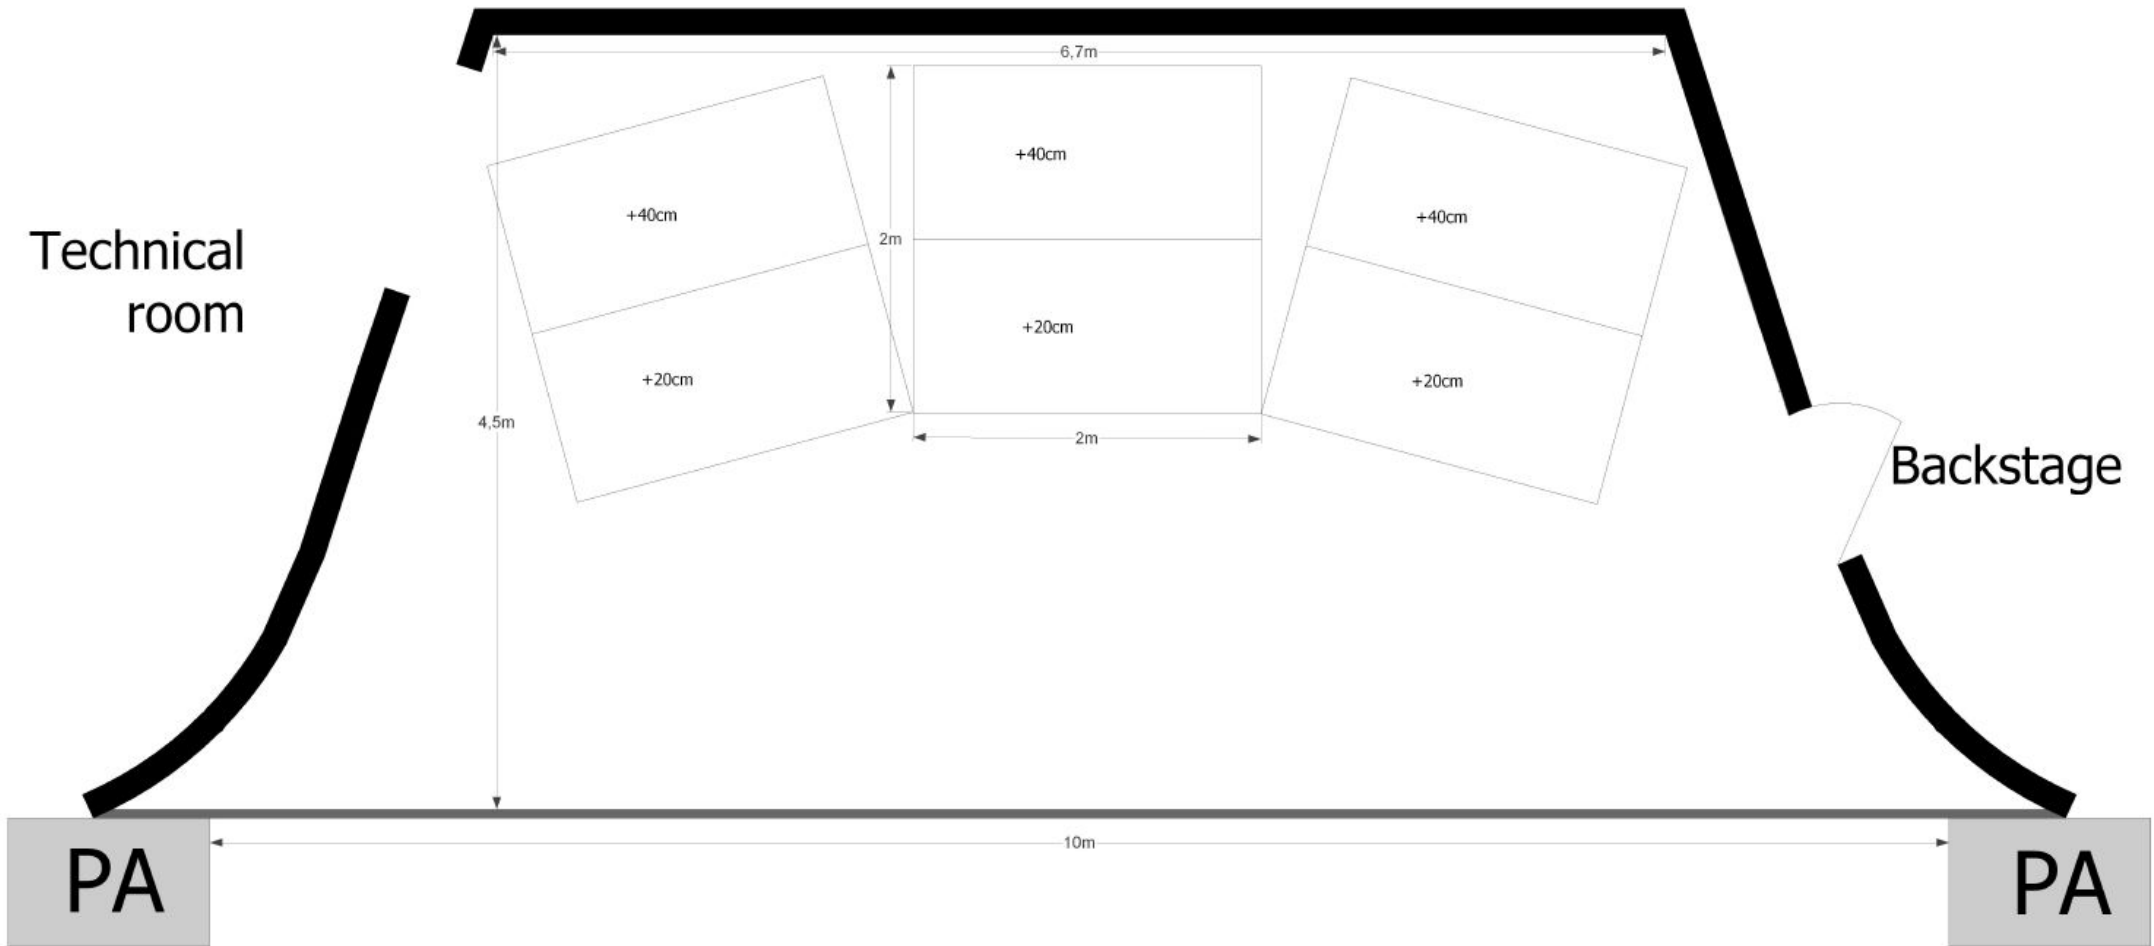 6,7m
+40cm
+40cm
+40cm
2m
Technical
room
+20cm
+20cm
+20cm
4,5m
2m
Backstage
10m
PA
PA